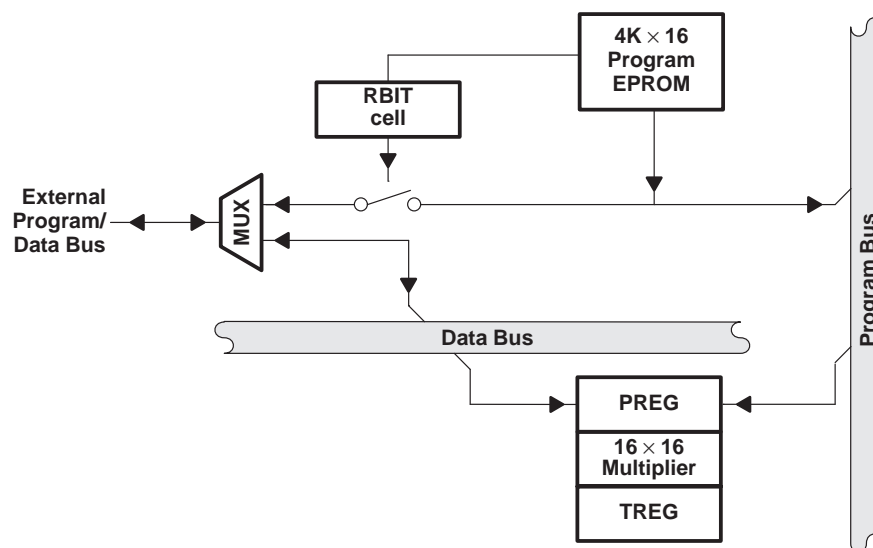 4K × 16
Program
EPROM
RBIT
cell
External
Program/
Data Bus
MUX
Program Bus
Data Bus
PREG
16 × 16
Multiplier
TREG